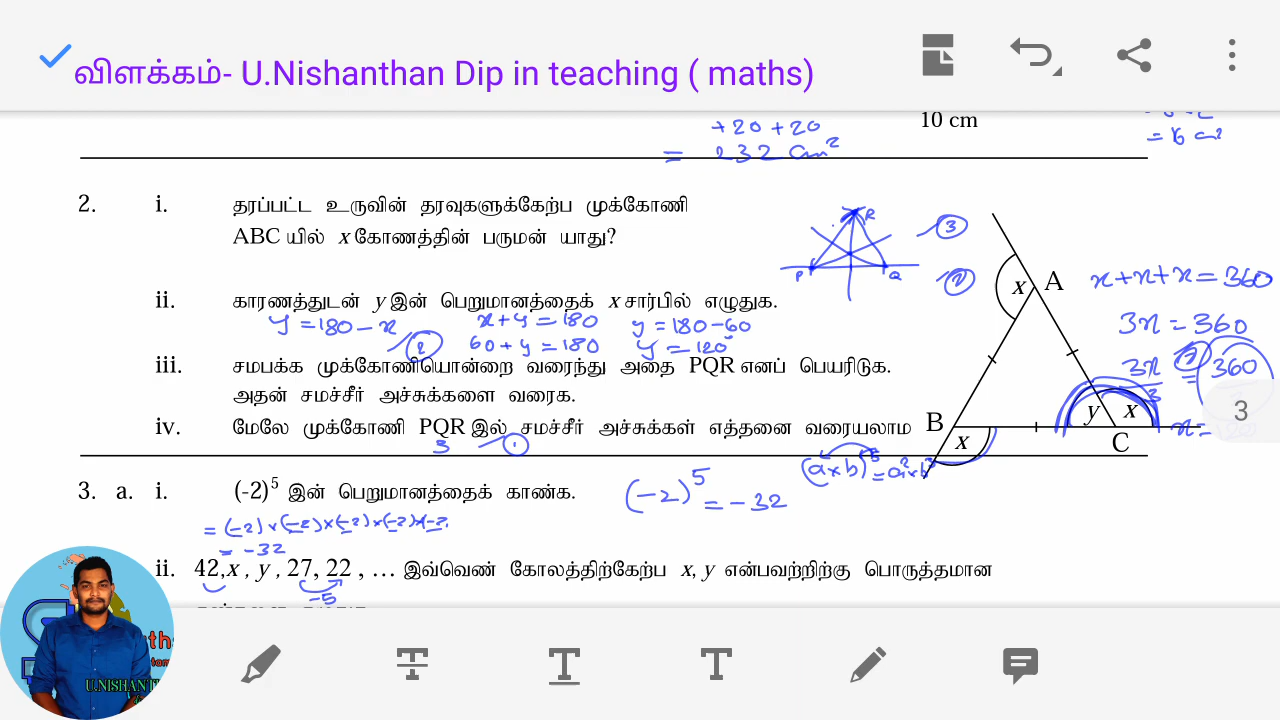 விளக்கம்- U.Nishanthan Dip in teaching ( maths)
+20 +20
= 232 cm²
10 cm
2. i. தரப்பட்ட உருவின் தரவுகளுக்கேற்ப முக்கோணி
ABC யில் x கோணத்தின் பருமன் யாது?
ii. காரணத்துடன் y இன் பெறுமானத்தைக் x சார்பில் எழுதுக.
y = 180 - x
x + y = 180
60 + y = 180
y = 180 - 60
y = 120
iii. சமபக்க முக்கோணியொன்றை வரைந்து அதை PQR எனப் பெயரிடுக.
அதன் சமச்சீர் அச்சுக்களை வரைக.
iv. மேலே முக்கோணி PQR இல் சமச்சீர் அச்சுக்கள் எத்தனை வரையலாம்
3
R
P
Q
3
x A
B
x
y x
C
x + x + x = 360
3x = 360
3x
3
= 360
3
3. a. i. (-2)⁵ இன் பெறுமானத்தைக் காண்க.
(-2)⁵ = -32
= (-2) × (-2) × (-2) × (-2) × (-2)
= -32
ii. 42, x , y , 27, 22 , … இவ்வெண் கோலத்திற்கேற்ப x, y என்பவற்றிற்கு பொருத்தமான
-5
U.NISHANTH